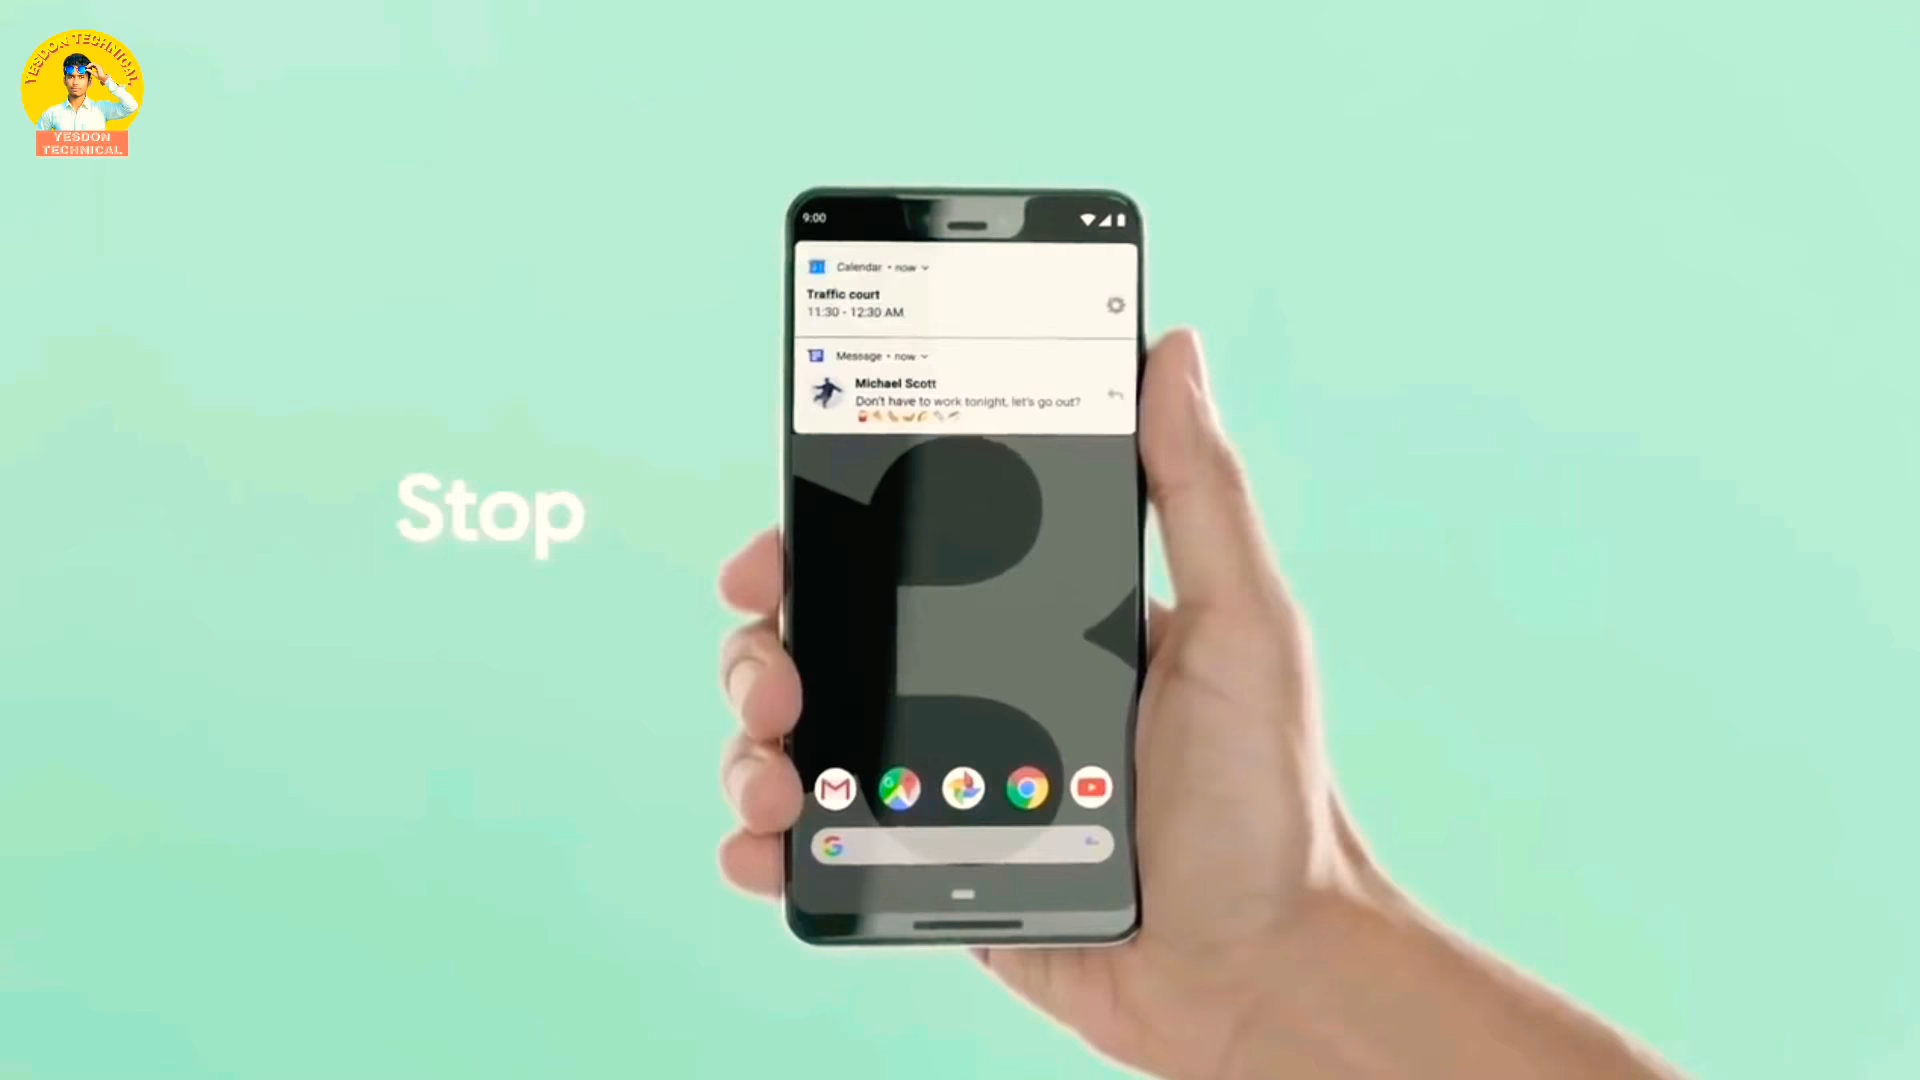 YESDON TECHNICAL
YESDON
TECHNICAL
9:00
Calendar • now
Traffic court
11:30 - 12:30 AM
Message • now
Michael Scott
Don't have to work tonight, let's go out?
Stop